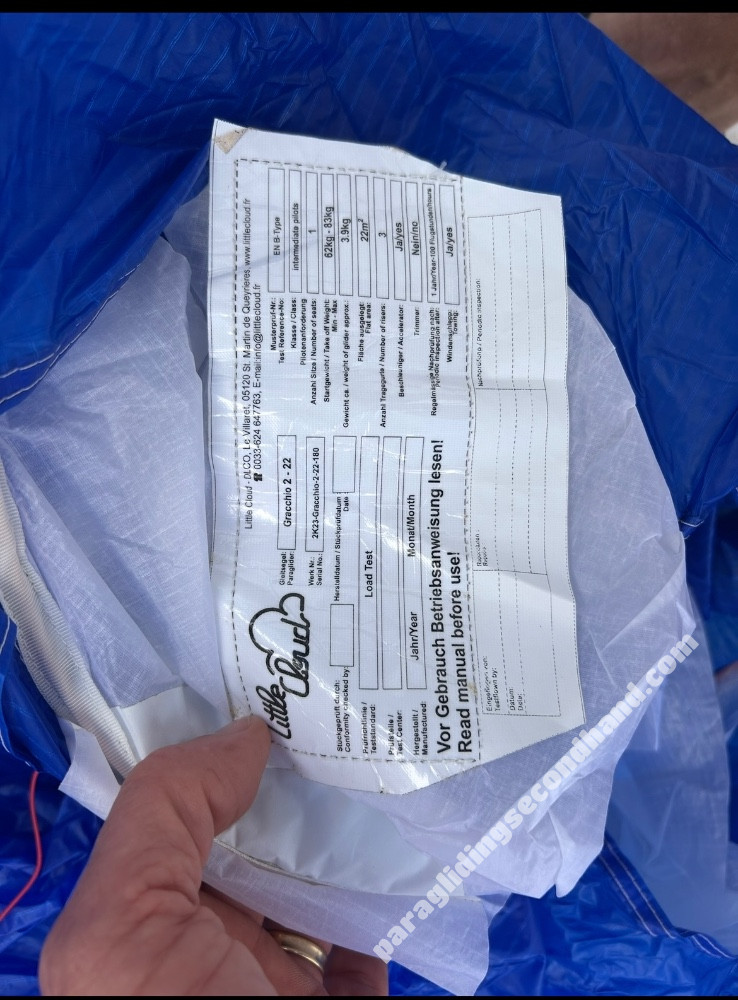 Little Cloud
Little Cloud - DLCO, Le Villaret, 05120 St. Martin de Queyrieres, www.littlecloud.fr
☎ 0033-624 647763, E-mail:info@littlecloud.fr
Gleitsegel:
Paraglider:
Gracchio 2 - 22
Werk Nr.:
Serial No.:
2K23-Gracchio-2-22-180
Stückgeprüft durch:
Conformity checked by:
Herstelldatum / Stückprüfdatum:
Date
Prüfrichtlinie /
Teststandard:
Load Test
Prüfstelle /
Test Center:
Hergestellt /
Manufactured:
Jahr/Year
Monat/Month
Musterprüf-Nr.:
Test Reference-No:
EN B-Type
Klasse / Class:
Pilotenanforderung
intermediate pilots
Anzahl Sitze / Number of seats:
1
Startgewicht / Take off Weight:
Min - Max
62kg - 83kg
Gewicht ca. / weight of glider approx.:
3.9kg
Fläche ausgelegt:
Flat area:
22m²
Anzahl Tragegurte / Number of risers:
3
Beschleuniger / Accelerator:
Ja/yes
Trimmer:
Nein/no
Regelmässige Nachprüfung nach:
Periodic inspection after:
1 Jahr/Year-100 Flugstunden/hours
Windenschlepp:
Towing:
Ja/yes
Vor Gebrauch Betriebsanweisung lesen!
Read manual before use!
Eingeflogen von:
Testflown by:
Datum:
Date:
Reparaturen:
Repairs
Nachprüfung / Periodic inspection:
paraglidingsecondhand.com